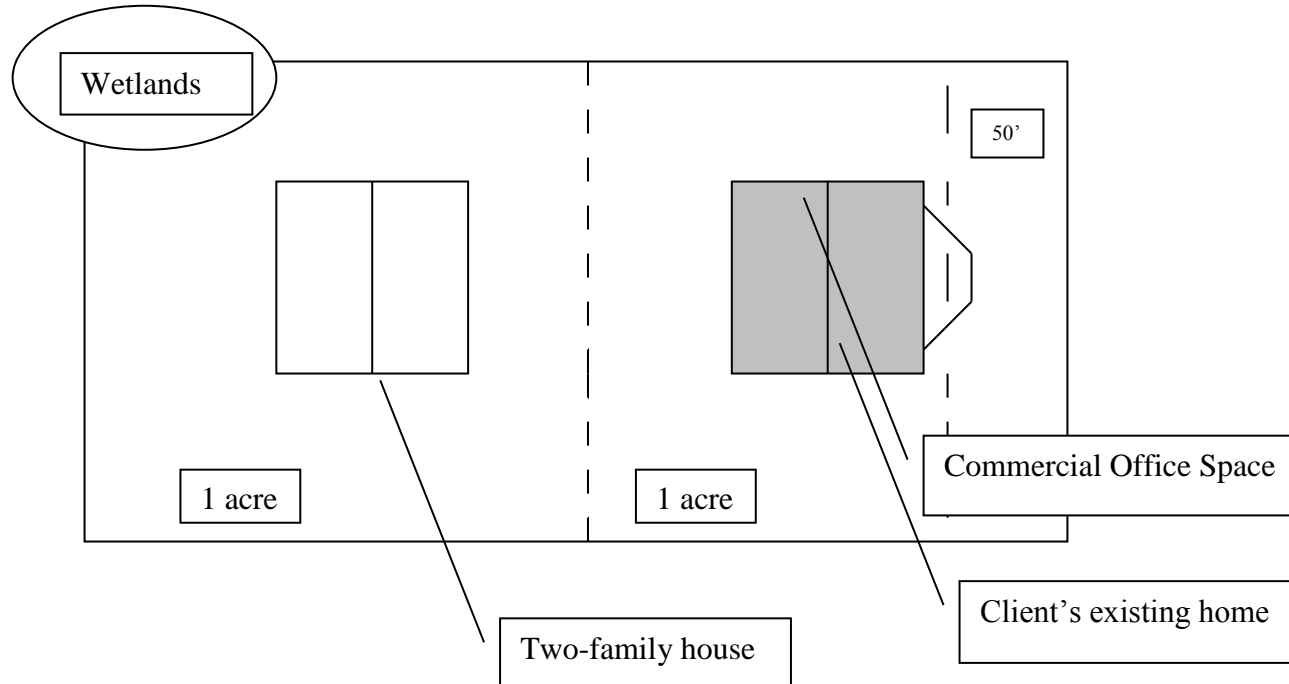 Wetlands
50’
Commercial Office Space
1 acre
1 acre
Client’s existing home
Two-family house